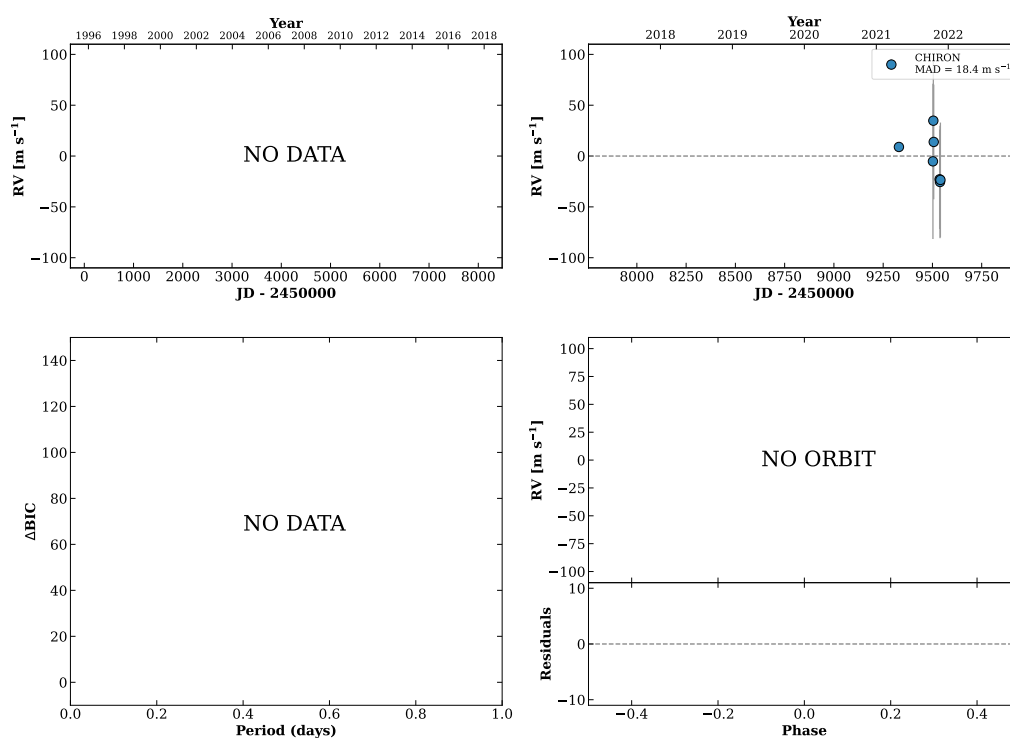 Year
1996 1998 2000 2002 2004 2006 2008 2010 2012 2014 2016 2018
100
50
0
−50
−100
RV [m s⁻¹]
NO DATA
0 1000 2000 3000 4000 5000 6000 7000 8000
JD - 2450000
Year
2018 2019 2020 2021 2022
CHIRON
MAD = 18.4 m s⁻¹
100
50
0
−50
−100
RV [m s⁻¹]
8000 8250 8500 8750 9000 9250 9500 9750
JD - 2450000
140
120
100
80
60
40
20
0
ΔBIC
NO DATA
0.0 0.2 0.4 0.6 0.8 1.0
Period (days)
100
75
50
25
0
−25
−50
−75
−100
RV [m s⁻¹]
NO ORBIT
10
0
−10
Residuals
−0.4 −0.2 0.0 0.2 0.4
Phase